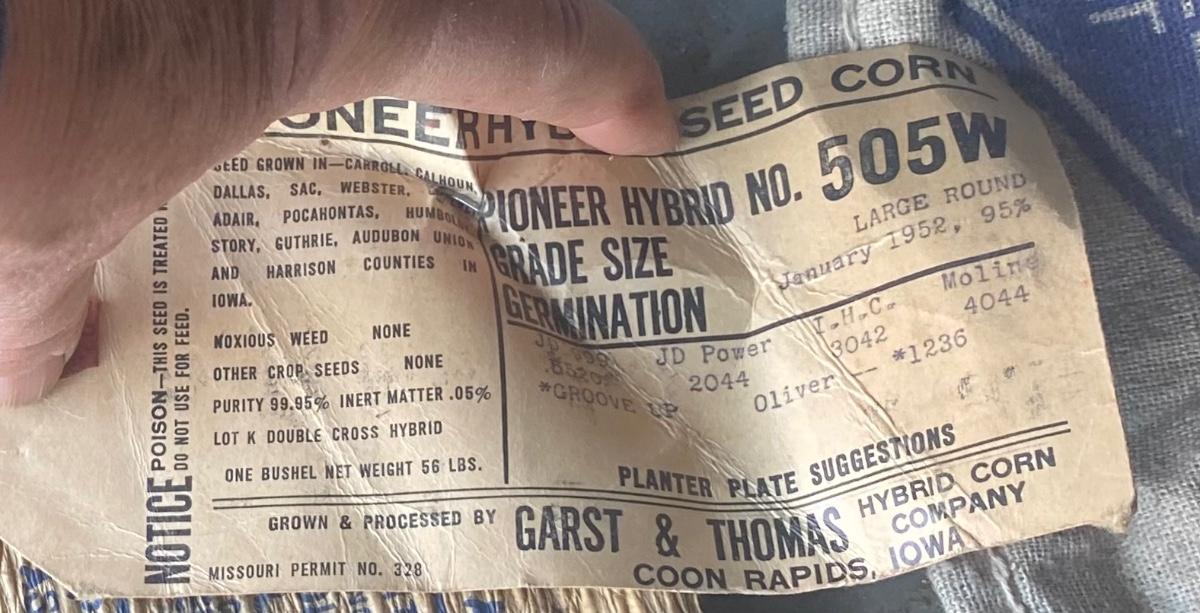 SEED CORN
SEED GROWN IN—CARROLL, CALHOUN,
DALLAS, SAC, WEBSTER,
ADAIR, POCAHONTAS,
STORY, GUTHRIE, AUDUBON UNION
AND HARRISON COUNTIES IN
IOWA.
NOXIOUS WEED NONE
OTHER CROP SEEDS NONE
PURITY 99.95% INERT MATTER .05%
LOT K DOUBLE CROSS HYBRID
ONE BUSHEL NET WEIGHT 56 LBS.
PIONEER HYBRID NO. 505W
GRADE SIZE LARGE ROUND
GERMINATION January 1952, 95%
JD JD Power I.H.C. Moline
2044 3042 4044
*GROOVE UP Oliver — *1236
PLANTER PLATE SUGGESTIONS
GROWN & PROCESSED BY GARST & THOMAS HYBRID CORN COMPANY
MISSOURI PERMIT NO. 328 COON RAPIDS, IOWA
NOTICE POISON—THIS SEED IS TREATED
DO NOT USE FOR FEED.